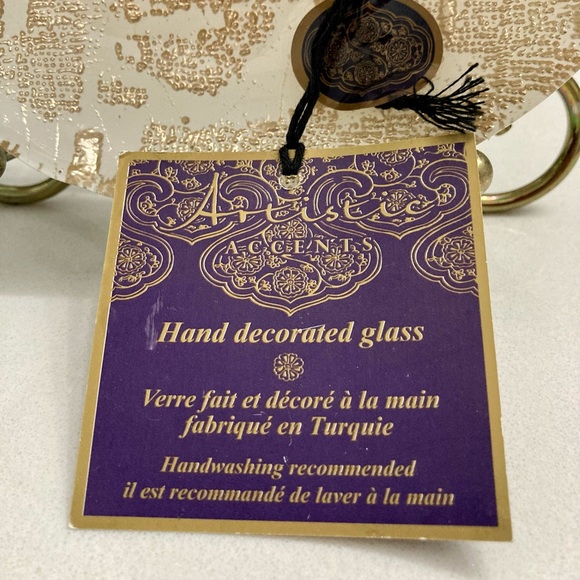 Artistic
ACCENTS
Hand decorated glass
Verre fait et décoré à la main
fabriqué en Turquie
Handwashing recommended
il est recommandé de laver à la main